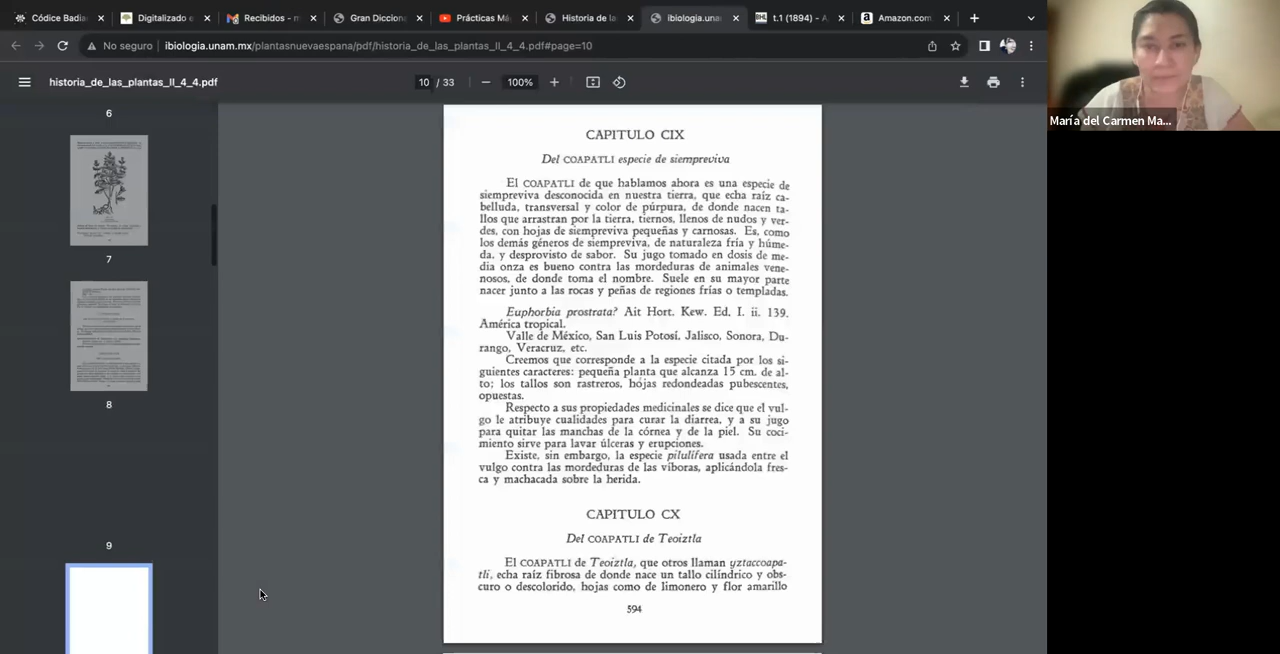 Códice Badia
Digitalizado e
Recibidos - m
Gran Diccion
Prácticas Má
Historia de la
ibiologia.una
t.1 (1894) - A
Amazon.com
No seguro
ibiologia.unam.mx/plantasnuevaespana/pdf/historia_de_las_plantas_II_4_4.pdf#page=10
historia_de_las_plantas_II_4_4.pdf
10 / 33
100%
6
7
8
9
CAPITULO CIX
Del COAPATLI especie de siempreviva
El COAPATLI de que hablamos ahora es una especie de
siempreviva desconocida en nuestra tierra, que echa raíz ca-
belluda, transversal y color de púrpura, de donde nacen ta-
llos que arrastran por la tierra, tiernos, llenos de nudos y ver-
des, con hojas de siempreviva pequeñas y carnosas. Es, como
los demás géneros de siempreviva, de naturaleza fría y húme-
da, y desprovisto de sabor. Su jugo tomado en dosis de me-
dia onza es bueno contra las mordeduras de animales vene-
nosos, de donde toma el nombre. Suele en su mayor parte
nacer junto a las rocas y peñas de regiones frías o templadas.
Euphorbia prostrata? Ait Hort. Kew. Ed, I. ii. 139.
América tropical.
Valle de México, San Luis Potosí, Jalisco, Sonora, Du-
rango, Veracruz, etc.
Creemos que corresponde a la especie citada por los si-
guientes caracteres: pequeña planta que alcanza 15 cm. de al-
to; los tallos son rastreros, hojas redondeadas pubescentes,
opuestas.
Respecto a sus propiedades medicinales se dice que el vul-
go le atribuye cualidades para curar la diarrea, y a su jugo
para quitar las manchas de la córnea y de la piel. Su coci-
miento sirve para lavar úlceras y erupciones.
Existe, sin embargo, la especie pilulifera usada entre el
vulgo contra las mordeduras de las víboras, aplicándola fres-
ca y machacada sobre la herida.
CAPITULO CX
Del COAPATLI de Teoiztla
El COAPATLI de Teoiztla, que otros llaman yztaccoapa-
tli, echa raíz fibrosa de donde nace un tallo cilíndrico y obs-
curo o descolorido, hojas como de limonero y flor amarillo
594
María del Carmen Ma...